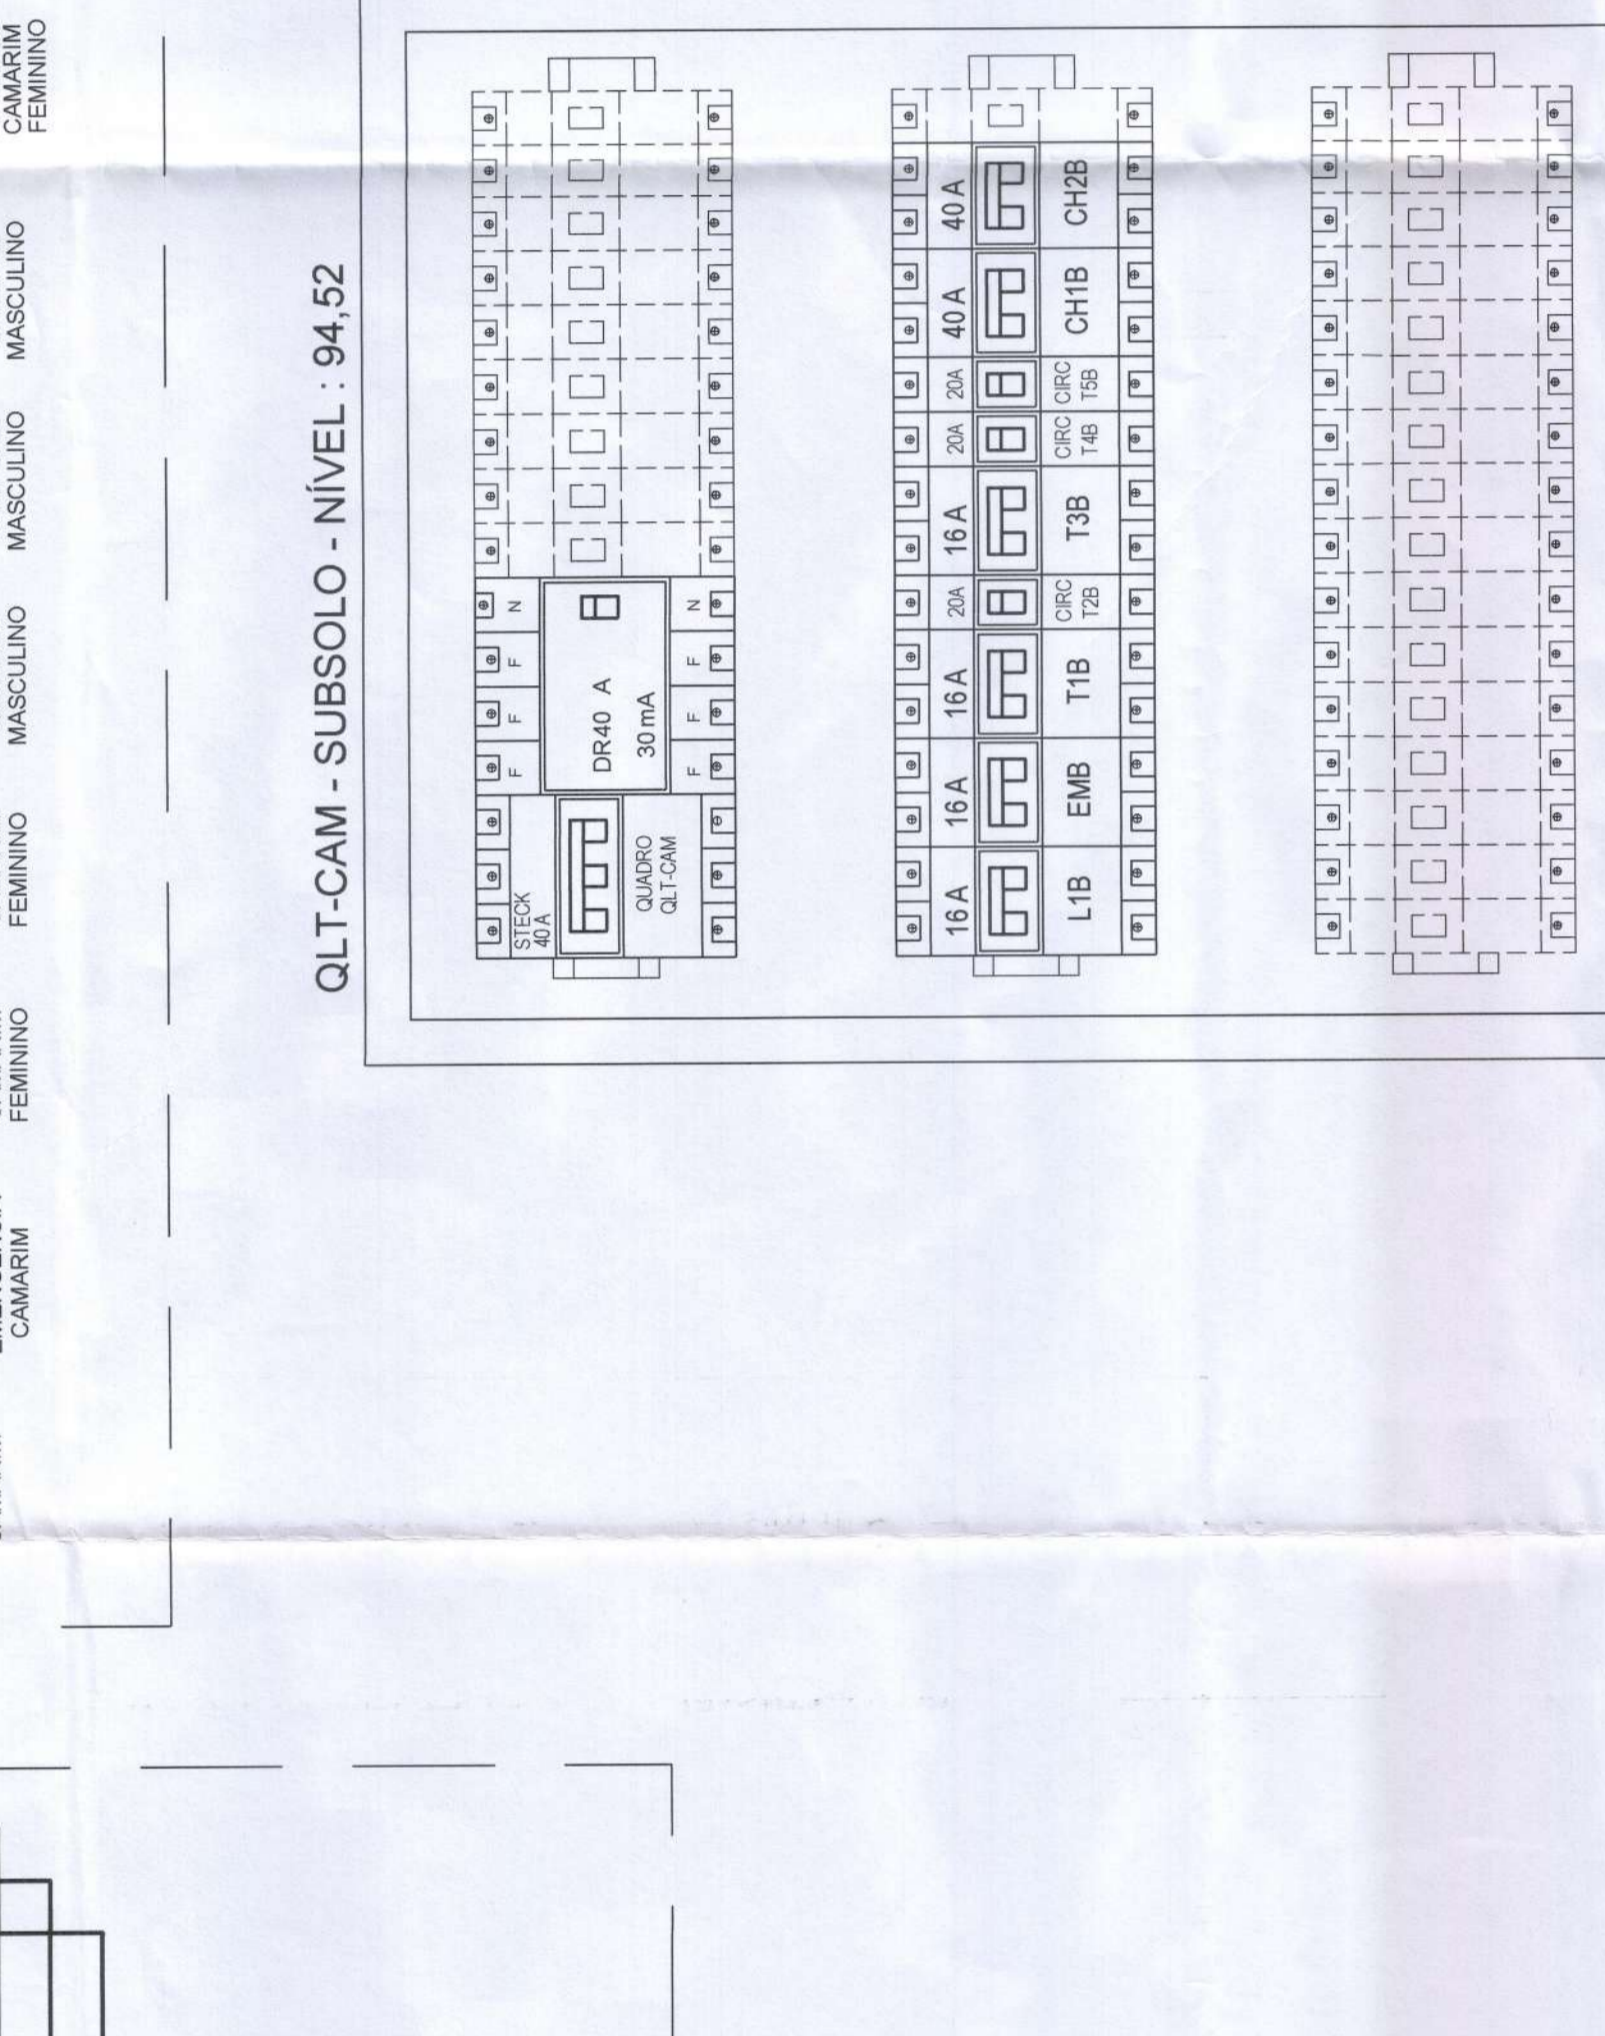 CAMARIM
FEMININO
MASCULINO
MASCULINO
MASCULINO
FEMININO
FEMININO
CAMARIM
QLT-CAM - SUBSOLO - NÍVEL : 94,52
STECK
40 A
QUADRO
QLT-CAM
F F F N
DR40 A
30 mA
F F F N
16 A 16 A 16 A 20A 16 A 20A 20A 40 A 40 A
L1B EMB T1B CIRC T3B CIRC CIRC CH1B CH2B
T2B T4B T5B